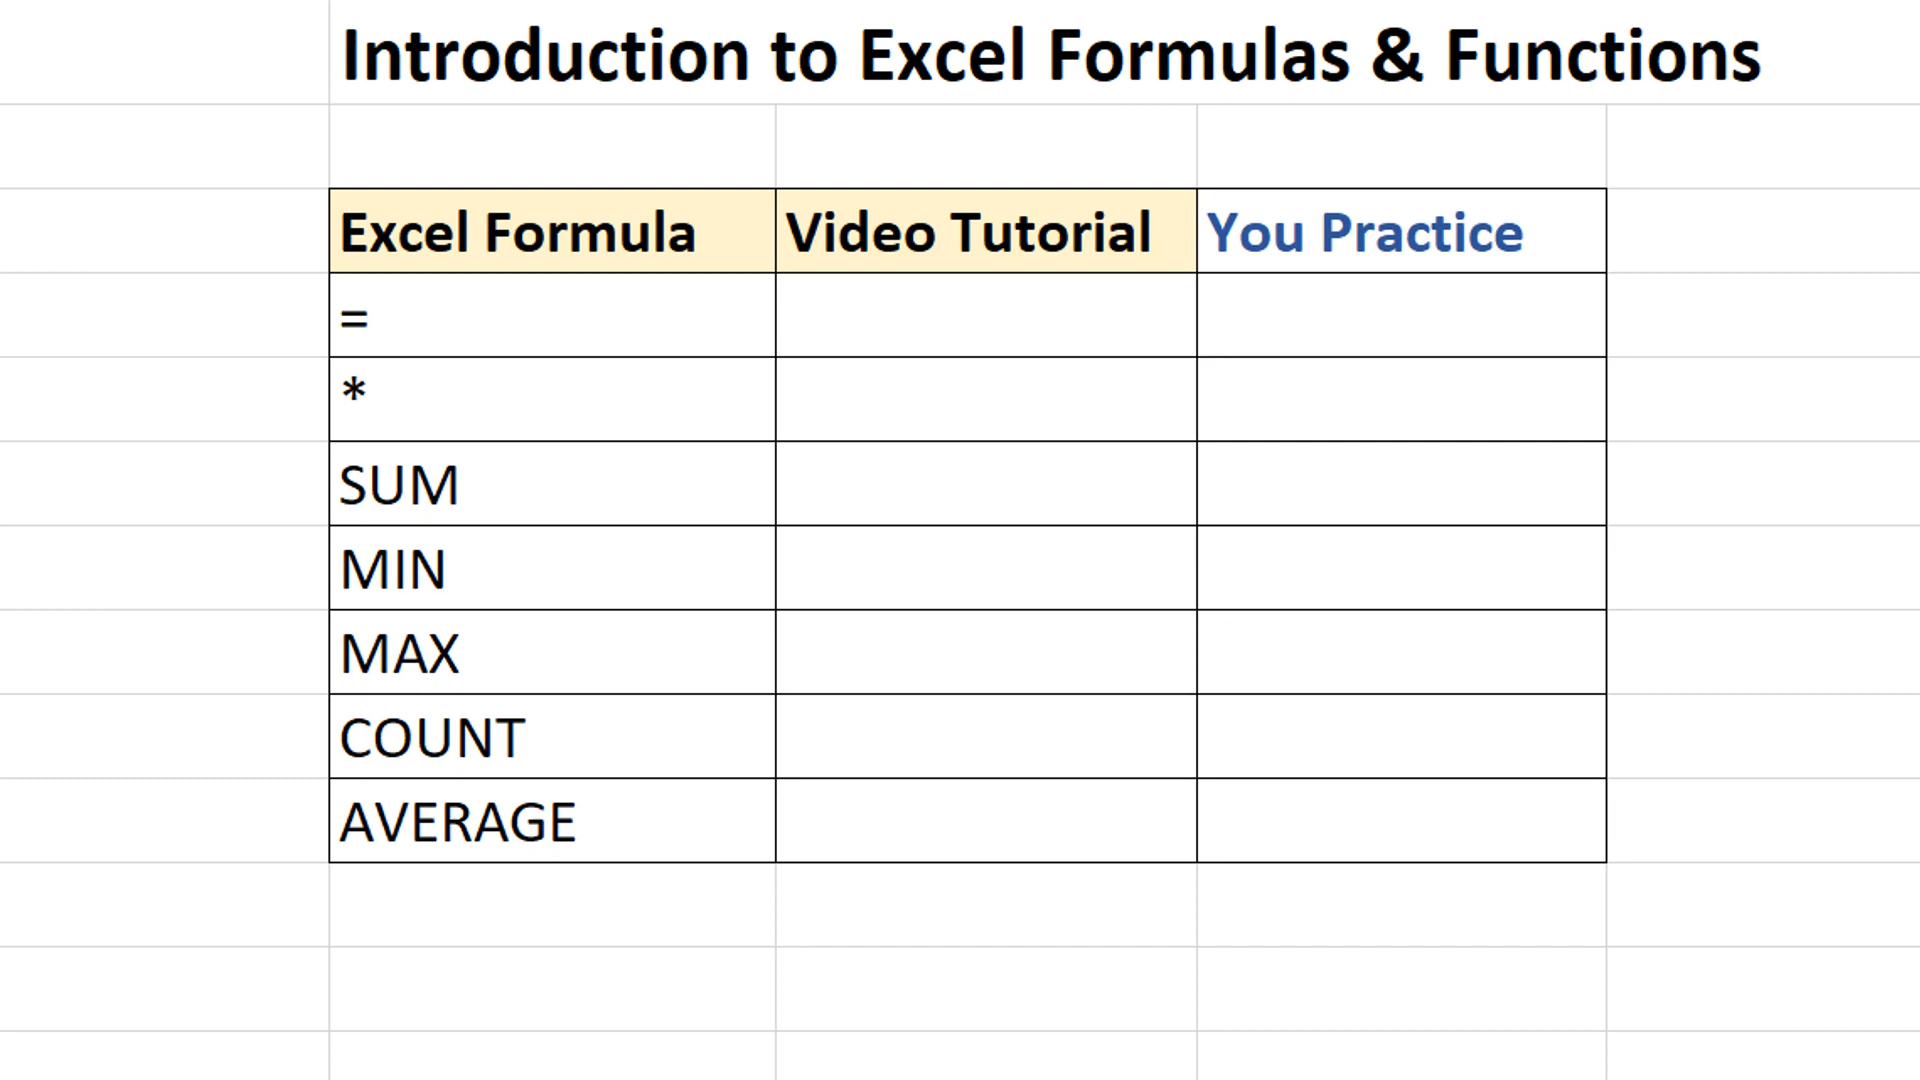 Introduction to Excel Formulas & Functions
Excel Formula Video Tutorial You Practice
=
*
SUM
MIN
MAX
COUNT
AVERAGE